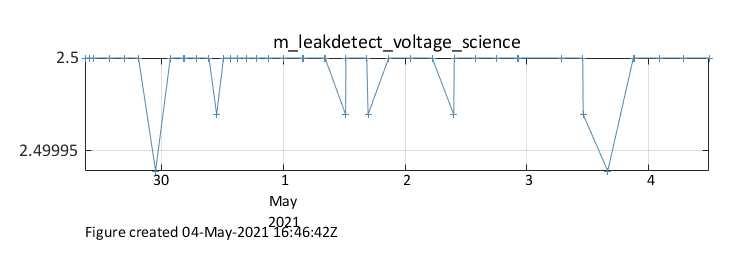 m_leakdetect_voltage_science
2.5
2.49995
30 1 2 3 4
May
2021
Figure created 04-May-2021 16:46:42Z